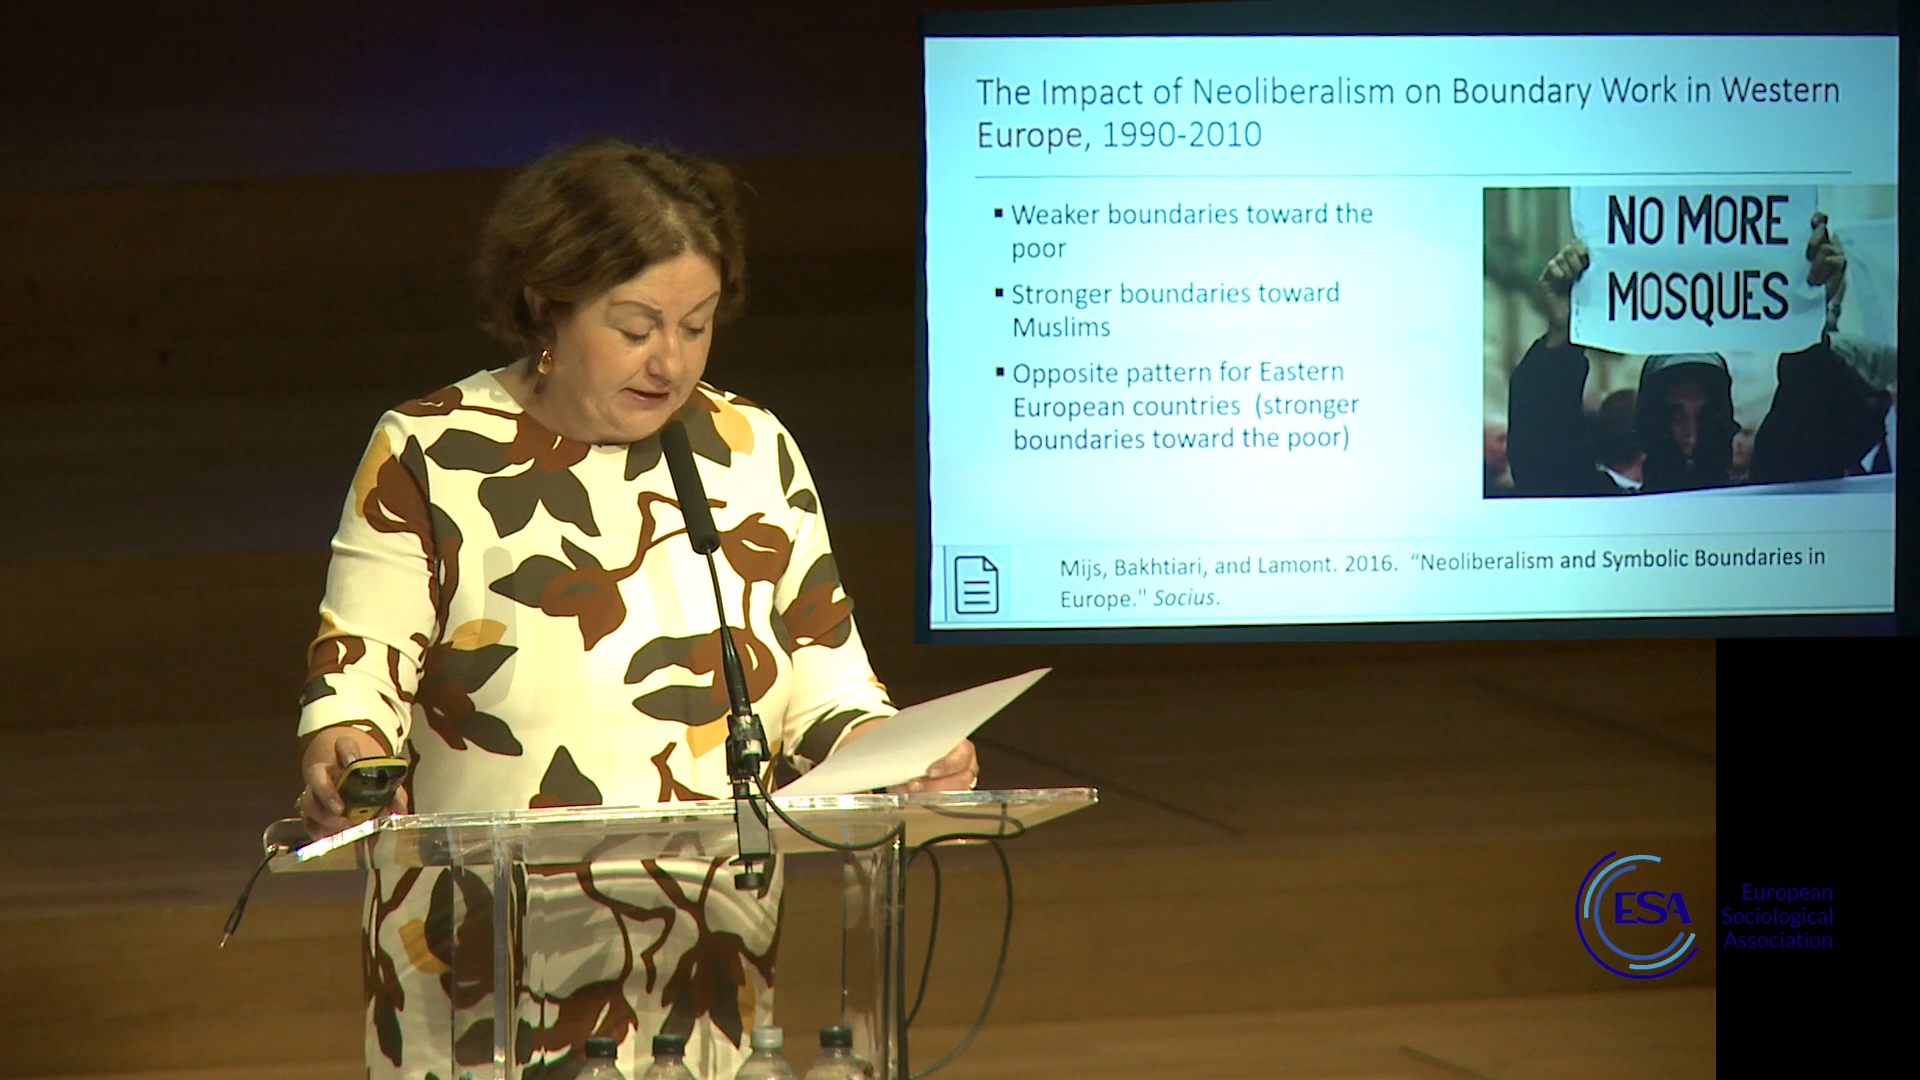 The Impact of Neoliberalism on Boundary Work in Western
Europe, 1990-2010
▪ Weaker boundaries toward the
poor
▪ Stronger boundaries toward
Muslims
▪ Opposite pattern for Eastern
European countries (stronger
boundaries toward the poor)
NO MORE
MOSQUES
Mijs, Bakhtiari, and Lamont. 2016. “Neoliberalism and Symbolic Boundaries in
Europe." Socius.
ESA
European
Sociological
Association